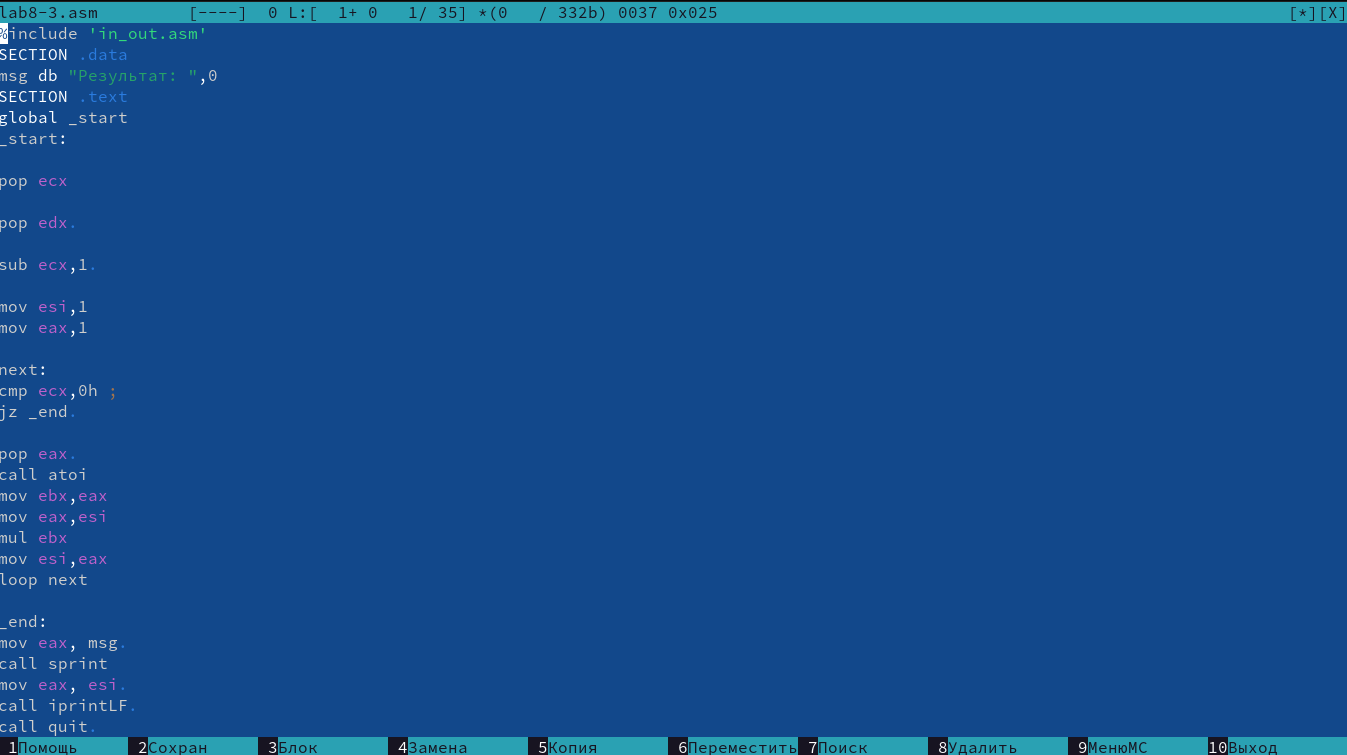 lab8-3.asm [----] 0 L:[ 1+ 0 1/ 35] *(0 / 332b) 0037 0x025 [*][X]
%include 'in_out.asm'
SECTION .data
msg db "Результат: ",0
SECTION .text
global _start
_start:
pop ecx
pop edx.
sub ecx,1.
mov esi,1
mov eax,1
next:
cmp ecx,0h ;
jz _end.
pop eax.
call atoi
mov ebx,eax
mov eax,esi
mul ebx
mov esi,eax
loop next
_end:
mov eax, msg.
call sprint
mov eax, esi.
call iprintLF.
call quit.
1Помощь 2Сохран 3Блок 4Замена 5Копия 6Переместить 7Поиск 8Удалить 9МенюMC 10Выход